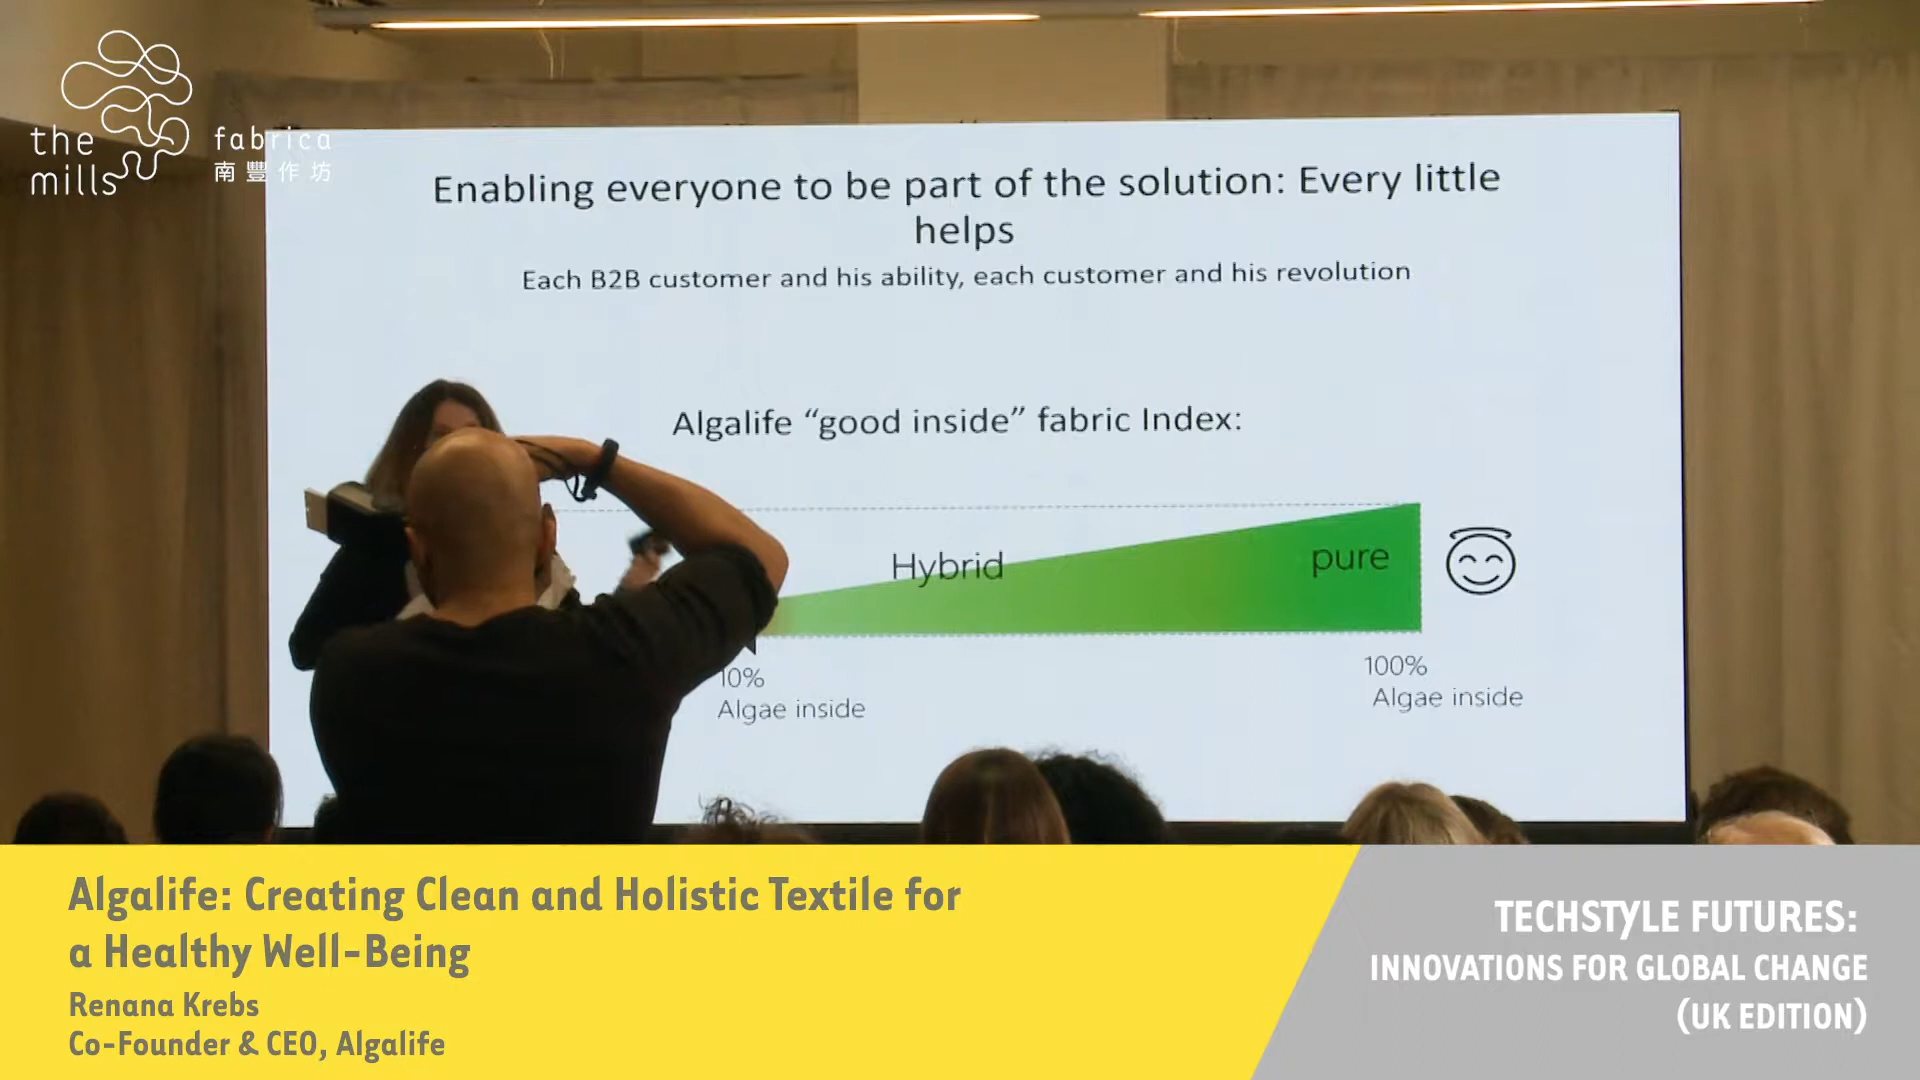 the
mills
fabrica
南豐作坊
Enabling everyone to be part of the solution: Every little
helps
Each B2B customer and his ability, each customer and his revolution
Algalife “good inside” fabric Index:
Hybrid
pure
10%
Algae inside
100%
Algae inside
Algalife: Creating Clean and Holistic Textile for
a Healthy Well-Being
Renana Krebs
Co-Founder & CEO, Algalife
TECHSTYLE FUTURES:
INNOVATIONS FOR GLOBAL CHANGE
(UK EDITION)